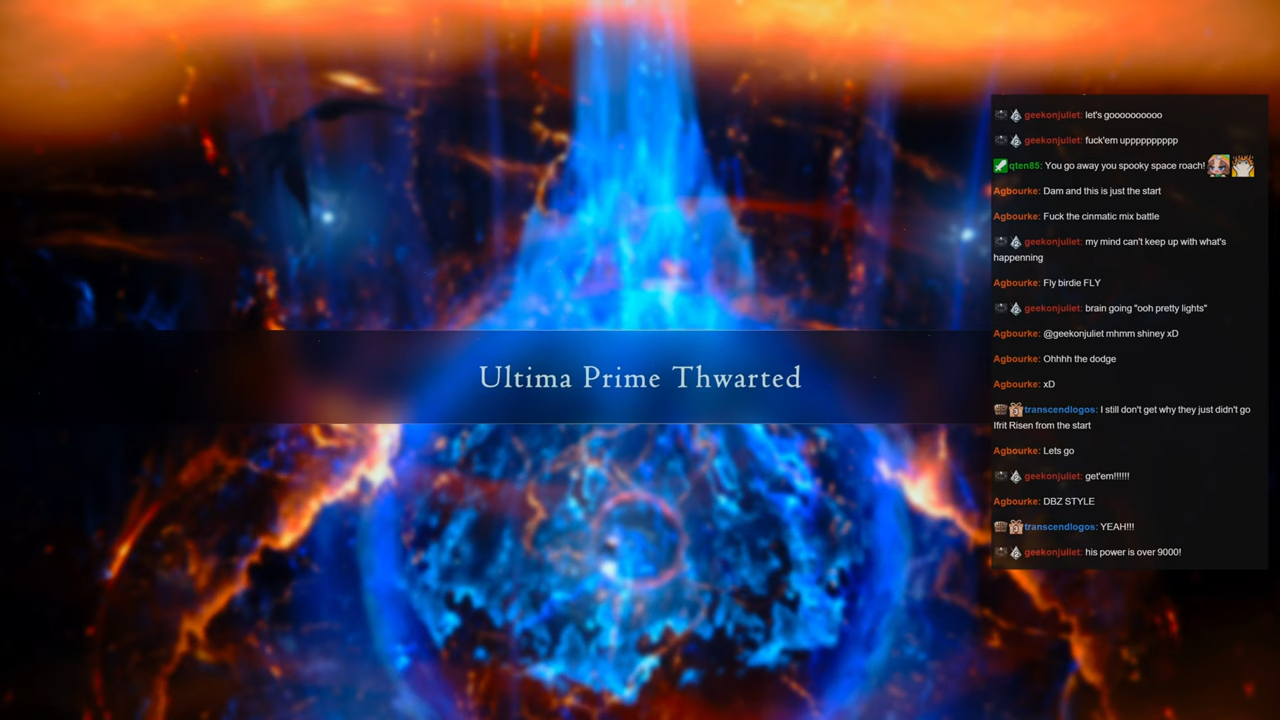 Ultima Prime Thwarted
geekonjuliet: let's goooooooooo
geekonjuliet: fuck'em upppppppppp
qten85: You go away you spooky space roach!
Agbourke: Dam and this is just the start
Agbourke: Fuck the cinmatic mix battle
geekonjuliet: my mind can't keep up with what's
happenning
Agbourke: Fly birdie FLY
geekonjuliet: brain going "ooh pretty lights"
Agbourke: @geekonjuliet mhmm shiney xD
Agbourke: Ohhhh the dodge
Agbourke: xD
transcendlogos: I still don't get why they just didn't go
Ifrit Risen from the start
Agbourke: Lets go
geekonjuliet: get'em!!!!!!
Agbourke: DBZ STYLE
transcendlogos: YEAH!!!
geekonjuliet: his power is over 9000!